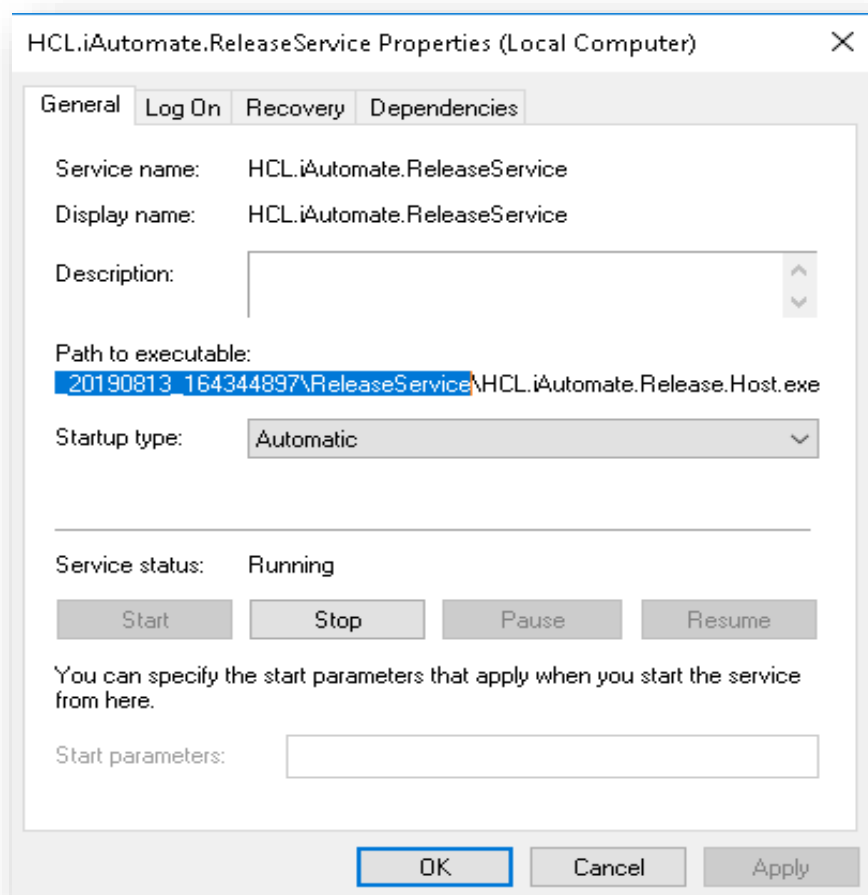 HCL.iAutomate.ReleaseService Properties (Local Computer)
General Log On Recovery Dependencies
Service name: HCL.iAutomate.ReleaseService
Display name: HCL.iAutomate.ReleaseService
Description:
Path to executable:
_20190813_164344897\ReleaseService\HCL.iAutomate.Release.Host.exe
Startup type: Automatic
Service status: Running
Start Stop Pause Resume
You can specify the start parameters that apply when you start the service
from here.
Start parameters:
OK Cancel Apply